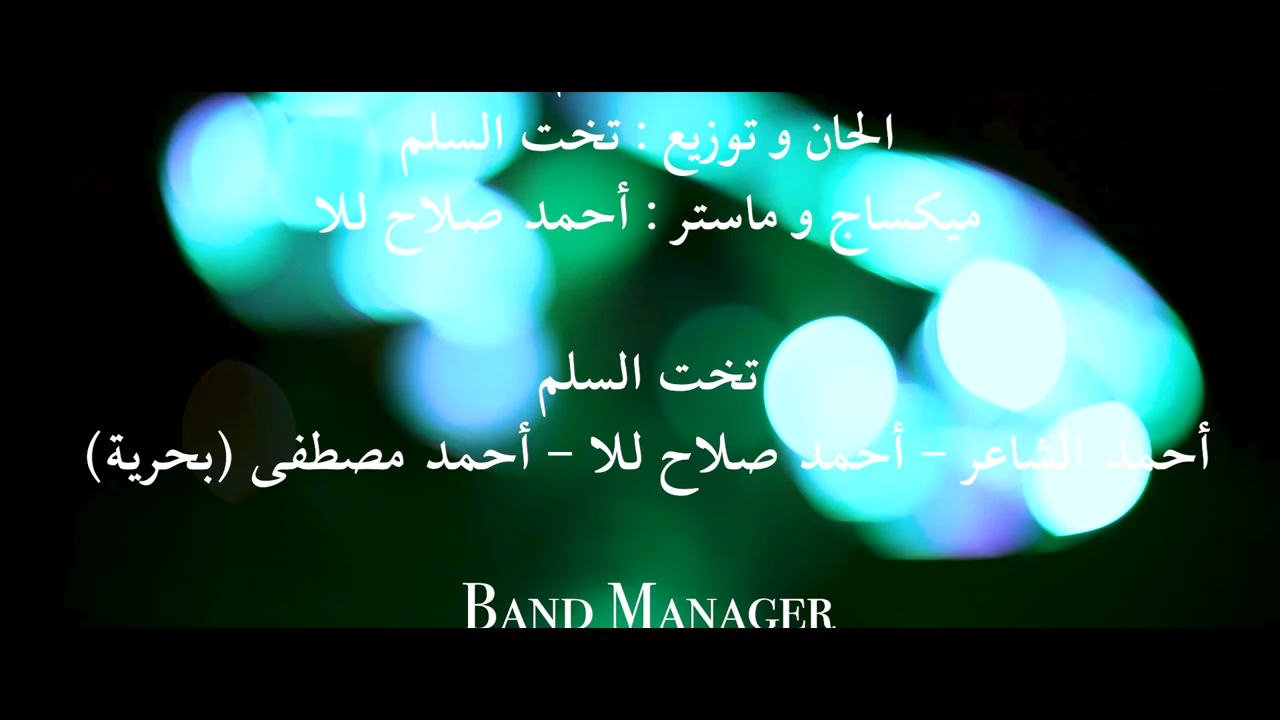 الحان و توزيع : تخت السلم
ميكساج و ماستر : أحمد صلاح للا
تخت السلم
أحمد الشاعر – أحمد صلاح للا – أحمد مصطفى (بحرية)
BAND MANAGER